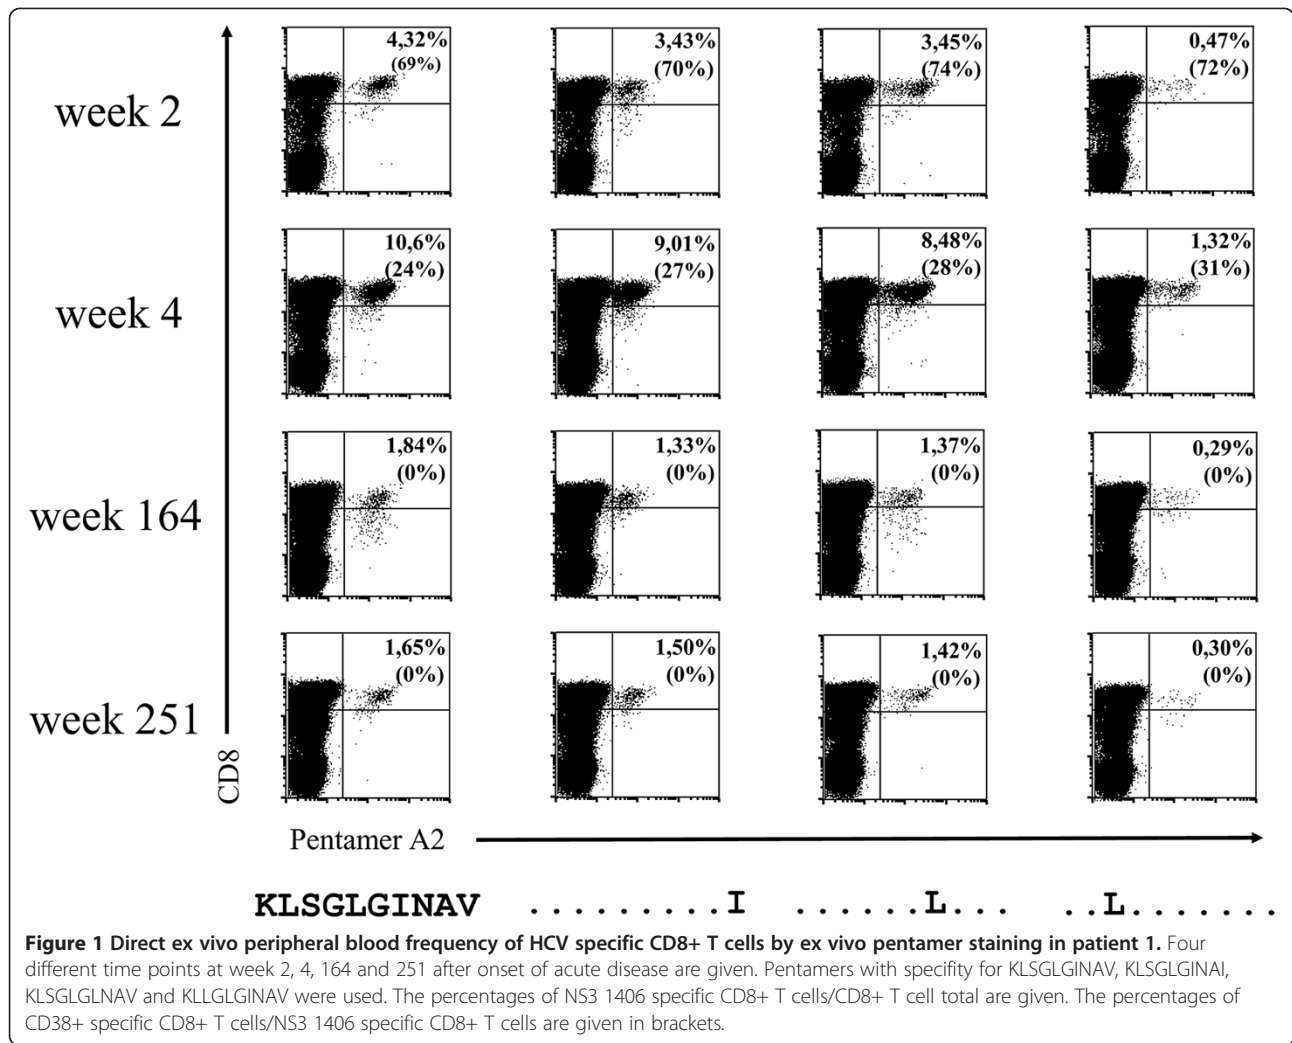 4,32% 3,43% 3,45% 0,47%
(69%) (70%) (74%) (72%)
week 2
10,6% 9,01% 8,48% 1,32%
(24%) (27%) (28%) (31%)
week 4
1,84% 1,33% 1,37% 0,29%
(0%) (0%) (0%) (0%)
week 164
1,65% 1,50% 1,42% 0,30%
(0%) (0%) (0%) (0%)
week 251
CD8
Pentamer A2
KLSGLGINAV .........I ......L... ..L.......
Figure 1 Direct ex vivo peripheral blood frequency of HCV specific CD8+ T cells by ex vivo pentamer staining in patient 1. Four
different time points at week 2, 4, 164 and 251 after onset of acute disease are given. Pentamers with specifity for KLSGLGINAV, KLSGLGINAI,
KLSGLGLNAV and KLLGLGINAV were used. The percentages of NS3 1406 specific CD8+ T cells/CD8+ T cell total are given. The percentages of
CD38+ specific CD8+ T cells/NS3 1406 specific CD8+ T cells are given in brackets.